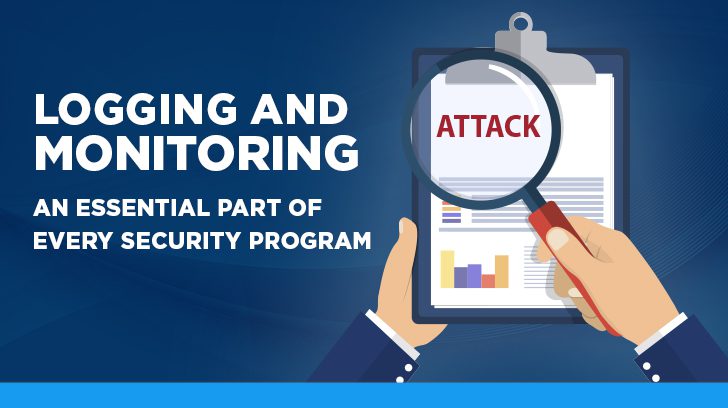 LOGGING AND
MONITORING
AN ESSENTIAL PART OF
EVERY SECURITY PROGRAM
ATTACK